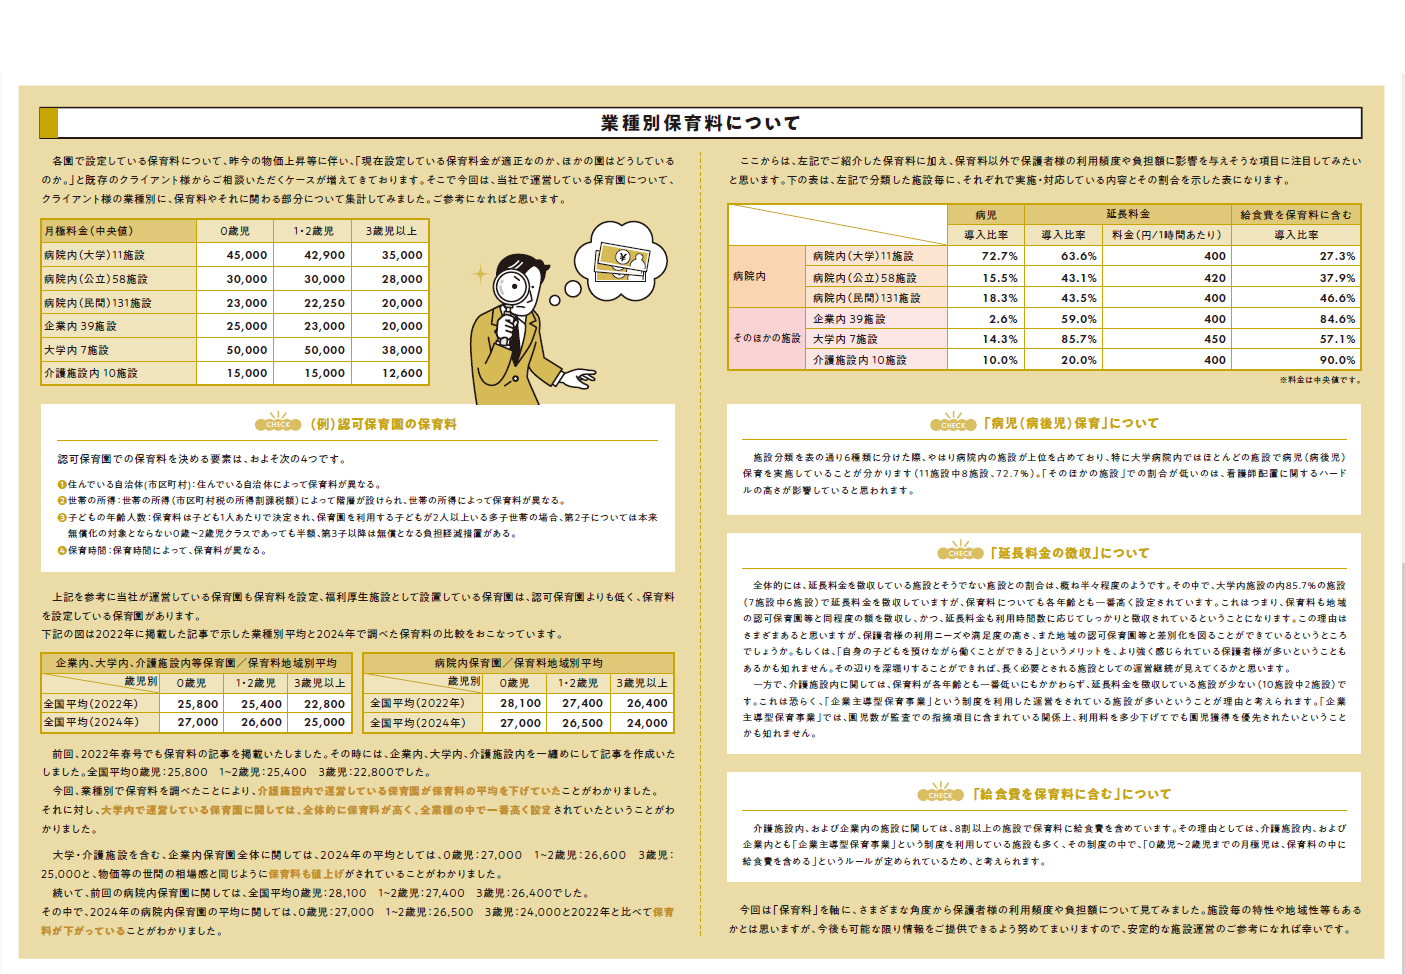 業種別保育料について
各園で設定している保育料について、昨今の物価上昇等に伴い、「現在設定している保育料金が適正なのか、ほかの園はどうしている
のか。」と既存のクライアント様からご相談いただくケースが増えてきております。そこで今回は、当社で運営している保育園について、
クライアント様の業種別に、保育料やそれに関わる部分について集計してみました。ご参考になればと思います。
月極料金（中央値） 0歳児 1・2歳児 3歳児以上
病院内（大学）11施設 45,000 42,900 35,000
病院内（公立）58施設 30,000 30,000 28,000
病院内（民間）131施設 23,000 22,250 20,000
企業内 39施設 25,000 23,000 20,000
大学内 7施設 50,000 50,000 38,000
介護施設内 10施設 15,000 15,000 12,600
¥
CHECK （例）認可保育園の保育料
認可保育園での保育料を決める要素は、およそ次の4つです。
❶住んでいる自治体（市区町村）：住んでいる自治体によって保育料が異なる。
❷世帯の所得：世帯の所得（市区町村税の所得割課税額）によって階層が設けられ、世帯の所得によって保育料が異なる。
❸子どもの年齢人数：保育料は子ども1人あたりで決定され、保育園を利用する子どもが2人以上いる多子世帯の場合、第2子については本来
無償化の対象とならない0歳～2歳児クラスであっても半額、第3子以降は無償となる負担軽減措置がある。
❹保育時間：保育時間によって、保育料が異なる。
上記を参考に当社が運営している保育園も保育料を設定、福利厚生施設として設置している保育園は、認可保育園よりも低く、保育料
を設定している保育園があります。
下記の図は2022年に掲載した記事で示した業種別平均と2024年で調べた保育料の比較をおこなっています。
企業内、大学内、介護施設内等保育園／保育料地域別平均
歳児別 0歳児 1・2歳児 3歳児以上
全国平均（2022年） 25,800 25,400 22,800
全国平均（2024年） 27,000 26,600 25,000
病院内保育園／保育料地域別平均
歳児別 0歳児 1・2歳児 3歳児以上
全国平均（2022年） 28,100 27,400 26,400
全国平均（2024年） 27,000 26,500 24,000
前回、2022年春号でも保育料の記事を掲載いたしました。その時には、企業内、大学内、介護施設内を一纏めにして記事を作成いた
しました。全国平均0歳児：25,800 1~2歳児：25,400 3歳児：22,800でした。
今回、業種別で保育料を調べたことにより、介護施設内で運営している保育園が保育料の平均を下げていたことがわかりました。
それに対し、大学内で運営している保育園に関しては、全体的に保育料が高く、全業種の中で一番高く設定されていたということがわ
かりました。
大学・介護施設を含む、企業内保育園全体に関しては、2024年の平均としては、0歳児：27,000 1~2歳児：26,600 3歳児：
25,000と、物価等の世間の相場感と同じように保育料も値上げがされていることがわかりました。
続いて、前回の病院内保育園に関しては、全国平均0歳児：28,100 1~2歳児：27,400 3歳児：26,400でした。
その中で、2024年の病院内保育園の平均に関しては、0歳児：27,000 1~2歳児：26,500 3歳児：24,000と2022年と比べて保育
料が下がっていることがわかりました。
ここからは、左記でご紹介した保育料に加え、保育料以外で保護者様の利用頻度や負担額に影響を与えそうな項目に注目してみたい
と思います。下の表は、左記で分類した施設毎に、それぞれで実施・対応している内容とその割合を示した表になります。
病児 延長料金 給食費を保育料に含む
導入比率 導入比率 料金（円/1時間あたり） 導入比率
病院内 病院内（大学）11施設 72.7% 63.6% 400 27.3%
病院内（公立）58施設 15.5% 43.1% 420 37.9%
病院内（民間）131施設 18.3% 43.5% 400 46.6%
そのほかの施設 企業内 39施設 2.6% 59.0% 400 84.6%
大学内 7施設 14.3% 85.7% 450 57.1%
介護施設内 10施設 10.0% 20.0% 400 90.0%
※料金は中央値です。
CHECK 「病児（病後児）保育」について
施設分類を表の通り6種類に分けた際、やはり病院内の施設が上位を占めており、特に大学病院内ではほとんどの施設で病児（病後児）
保育を実施していることが分かります（11施設中8施設、72.7%）。「そのほかの施設」での割合が低いのは、看護師配置に関するハード
ルの高さが影響していると思われます。
CHECK 「延長料金の徴収」について
全体的には、延長料金を徴収している施設とそうでない施設との割合は、概ね半々程度のようです。その中で、大学内施設の内85.7%の施設
（7施設中6施設）で延長料金を徴収していますが、保育料についても各年齢とも一番高く設定されています。これはつまり、保育料も地域
の認可保育園等と同程度の額を徴収し、かつ、延長料金も利用時間数に応じてしっかりと徴収されているということになります。この理由は
さまざまあると思いますが、保護者様の利用ニーズや満足度の高さ、また地域の認可保育園等と差別化を図ることができているというところ
でしょうか。もしくは、「自身の子どもを預けながら働くことができる」というメリットを、より強く感じられている保護者様が多いということも
あるかも知れません。その辺りを深堀りすることができれば、長く必要とされる施設としての運営継続が見えてくるかと思います。
一方で、介護施設内に関しては、保育料が各年齢とも一番低いにもかかわらず、延長料金を徴収している施設が少ない（10施設中2施設）で
す。これは恐らく、「企業主導型保育事業」という制度を利用した運営をされている施設が多いということが理由と考えられます。「企業
主導型保育事業」では、園児数が監査での指摘項目に含まれている関係上、利用料を多少下げてでも園児獲得を優先されたいということ
かも知れません。
CHECK 「給食費を保育料に含む」について
介護施設内、および企業内の施設に関しては、8割以上の施設で保育料に給食費を含めています。その理由としては、介護施設内、および
企業内とも「企業主導型保育事業」という制度を利用している施設も多く、その制度の中で、「0歳児~2歳児までの月極児は、保育料の中に
給食費を含める」というルールが定められているため、と考えられます。
今回は「保育料」を軸に、さまざまな角度から保護者様の利用頻度や負担額について見てみました。施設毎の特性や地域性等もある
かとは思いますが、今後も可能な限り情報をご提供できるよう努めてまいりますので、安定的な施設運営のご参考になれば幸いです。